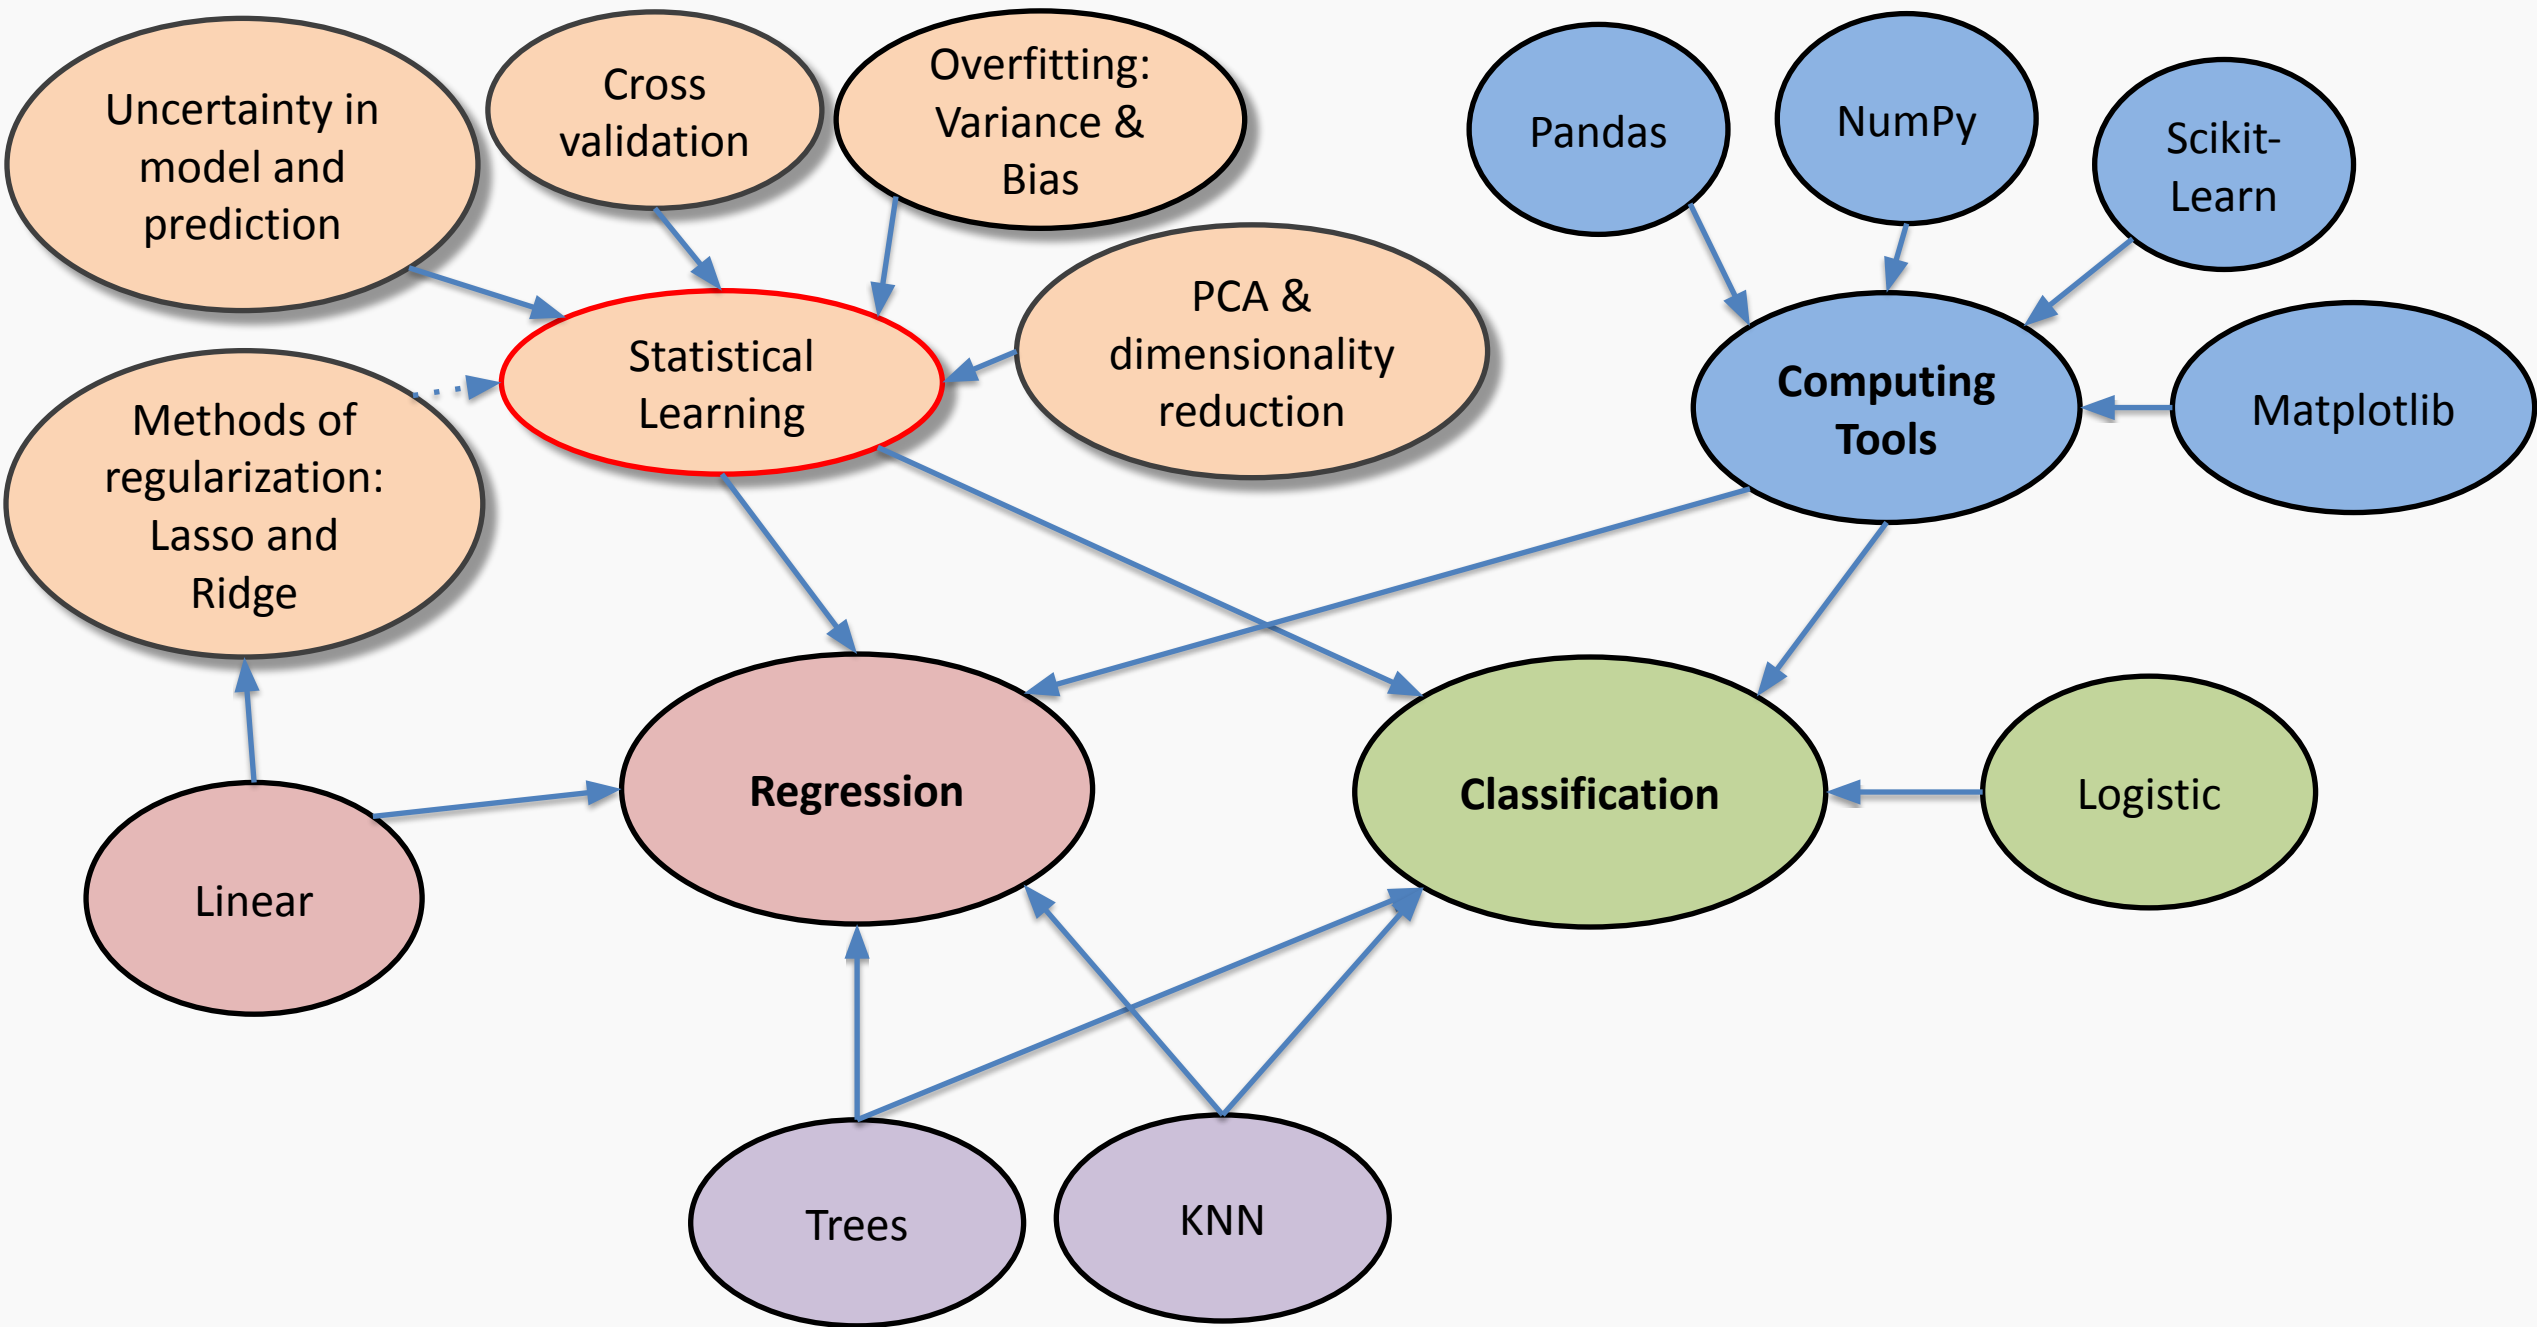 Uncertainty in
model and
prediction
Cross
validation
Overfitting:
Variance &
Bias
Pandas
NumPy
Scikit-
Learn
Statistical
Learning
PCA &
dimensionality
reduction
Computing
Tools
Matplotlib
Methods of
regularization:
Lasso and
Ridge
Regression
Classification
Logistic
Linear
Trees
KNN